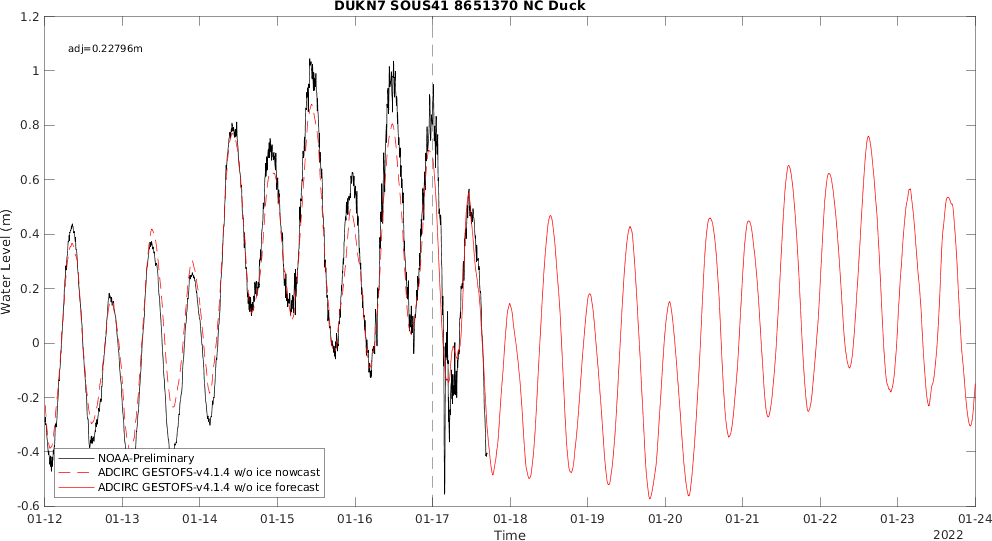 DUKN7 SOUS41 8651370 NC Duck
adj=0.22796m
Water Level (m)
1.2
1
0.8
0.6
0.4
0.2
0
-0.2
-0.4
-0.6
NOAA-Preliminary
ADCIRC GESTOFS-v4.1.4 w/o ice nowcast
ADCIRC GESTOFS-v4.1.4 w/o ice forecast
01-12 01-13 01-14 01-15 01-16 01-17 01-18 01-19 01-20 01-21 01-22 01-23 01-24
Time
2022